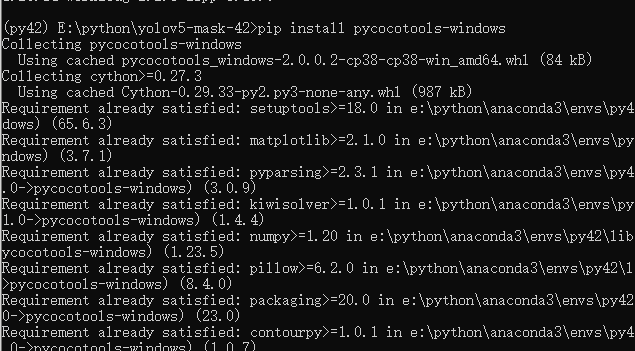 (py42) E:\python\yolov5-mask-42>pip install pycocotools-windows
Collecting pycocotools-windows
Using cached pycocotools_windows-2.0.0.2-cp38-cp38-win_amd64.whl (84 kB)
Collecting cython>=0.27.3
Using cached Cython-0.29.33-py2.py3-none-any.whl (987 kB)
Requirement already satisfied: setuptools>=18.0 in e:\python\anaconda3\envs\py4
dows) (65.6.3)
Requirement already satisfied: matplotlib>=2.1.0 in e:\python\anaconda3\envs\py
ndows) (3.7.1)
Requirement already satisfied: pyparsing>=2.3.1 in e:\python\anaconda3\envs\py4
.0->pycocotools-windows) (3.0.9)
Requirement already satisfied: kiwisolver>=1.0.1 in e:\python\anaconda3\envs\py
1.0->pycocotools-windows) (1.4.4)
Requirement already satisfied: numpy>=1.20 in e:\python\anaconda3\envs\py42\lib
ycocotools-windows) (1.23.5)
Requirement already satisfied: pillow>=6.2.0 in e:\python\anaconda3\envs\py42\l
>pycocotools-windows) (8.4.0)
Requirement already satisfied: packaging>=20.0 in e:\python\anaconda3\envs\py42
0->pycocotools-windows) (23.0)
Requirement already satisfied: contourpy>=1.0.1 in e:\python\anaconda3\envs\py4
.0->pycocotools-windows) (1.0.7)